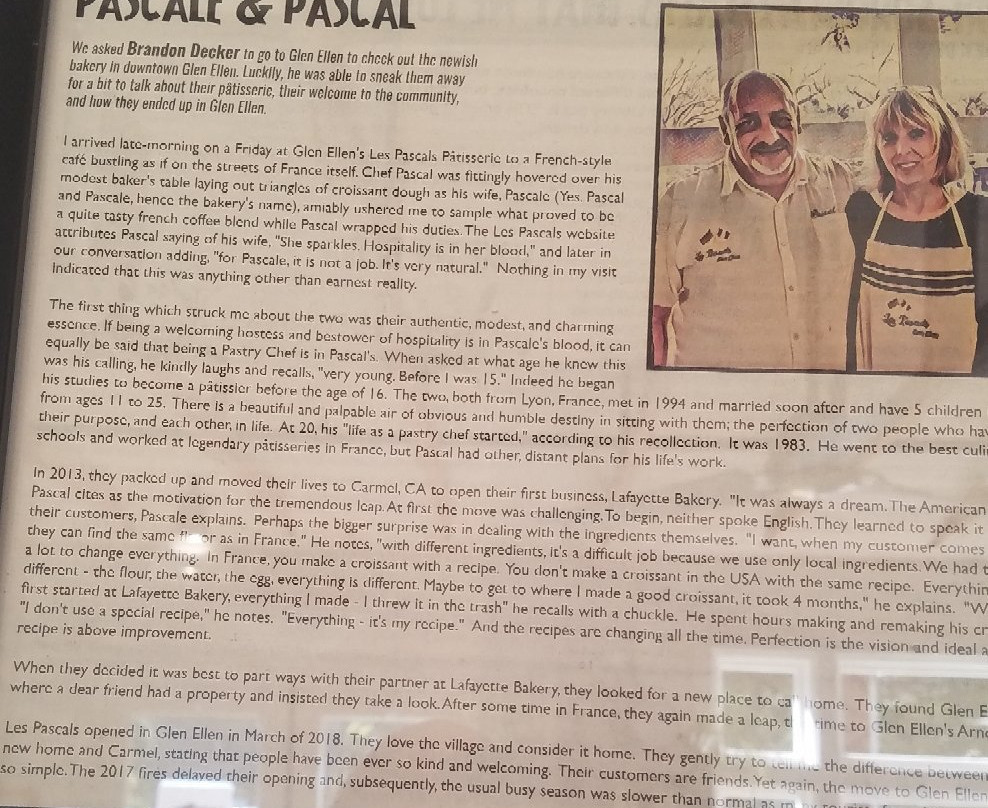 PASCALE & PASCAL
We asked Brandon Decker to go to Glen Ellen to check out the newish
bakery in downtown Glen Ellen. Luckily, he was able to sneak them away
for a bit to talk about their pâtisserie, their welcome to the community,
and how they ended up in Glen Ellen.
I arrived late-morning on a Friday at Glen Ellen's Les Pascals Pâtisserie to a French-style
café bustling as if on the streets of France itself. Chef Pascal was fittingly hovered over his
modest baker's table laying out triangles of croissant dough as his wife, Pascale (Yes. Pascal
and Pascale, hence the bakery's name), amiably ushered me to sample what proved to be
a quite tasty french coffee blend while Pascal wrapped his duties. The Les Pascals website
attributes Pascal saying of his wife, "She sparkles. Hospitality is in her blood," and later in
our conversation adding, "for Pascale, it is not a job. It's very natural." Nothing in my visit
indicated that this was anything other than earnest reality.
The first thing which struck me about the two was their authentic, modest, and charming
essence. If being a welcoming hostess and bestower of hospitality is in Pascale's blood, it can
equally be said that being a Pastry Chef is in Pascal's. When asked at what age he knew this
was his calling, he kindly laughs and recalls, "very young. Before I was 15." Indeed he began
his studies to become a pâtissier before the age of 16. The two, both from Lyon, France, met in 1994 and married soon after and have 5 children
from ages 11 to 25. There is a beautiful and palpable air of obvious and humble destiny in sitting with them; the perfection of two people who hav
their purpose, and each other, in life. At 20, his "life as a pastry chef started," according to his recollection. It was 1983. He went to the best culi
schools and worked at legendary pâtisseries in France, but Pascal had other, distant plans for his life's work.
In 2013, they packed up and moved their lives to Carmel, CA to open their first business, Lafayette Bakery. "It was always a dream. The American
Pascal cites as the motivation for the tremendous leap. At first the move was challenging. To begin, neither spoke English. They learned to speak it
their customers, Pascale explains. Perhaps the bigger surprise was in dealing with the ingredients themselves. "I want, when my customer comes
they can find the same fl or as in France." He notes, "with different ingredients, it's a difficult job because we use only local ingredients. We had t
a lot to change everything. In France, you make a croissant with a recipe. You don't make a croissant in the USA with the same recipe. Everythin
different - the flour, the water, the egg, everything is different. Maybe to get to where I made a good croissant, it took 4 months," he explains. "W
first started at Lafayette Bakery, everything I made - I threw it in the trash" he recalls with a chuckle. He spent hours making and remaking his cr
"I don't use a special recipe," he notes. "Everything - it's my recipe." And the recipes are changing all the time. Perfection is the vision and ideal a
recipe is above improvement.
When they decided it was best to part ways with their partner at Lafayette Bakery, they looked for a new place to call home. They found Glen E
where a dear friend had a property and insisted they take a look. After some time in France, they again made a leap, time to Glen Ellen's Arno
Les Pascals opened in Glen Ellen in March of 2018. They love the village and consider it home. They gently try to tell me the difference between
new home and Carmel, stating that people have been ever so kind and welcoming. Their customers are friends. Yet again, the move to Glen Ellen
so simple. The 2017 fires delayed their opening and, subsequently, the usual busy season was slower than normal as